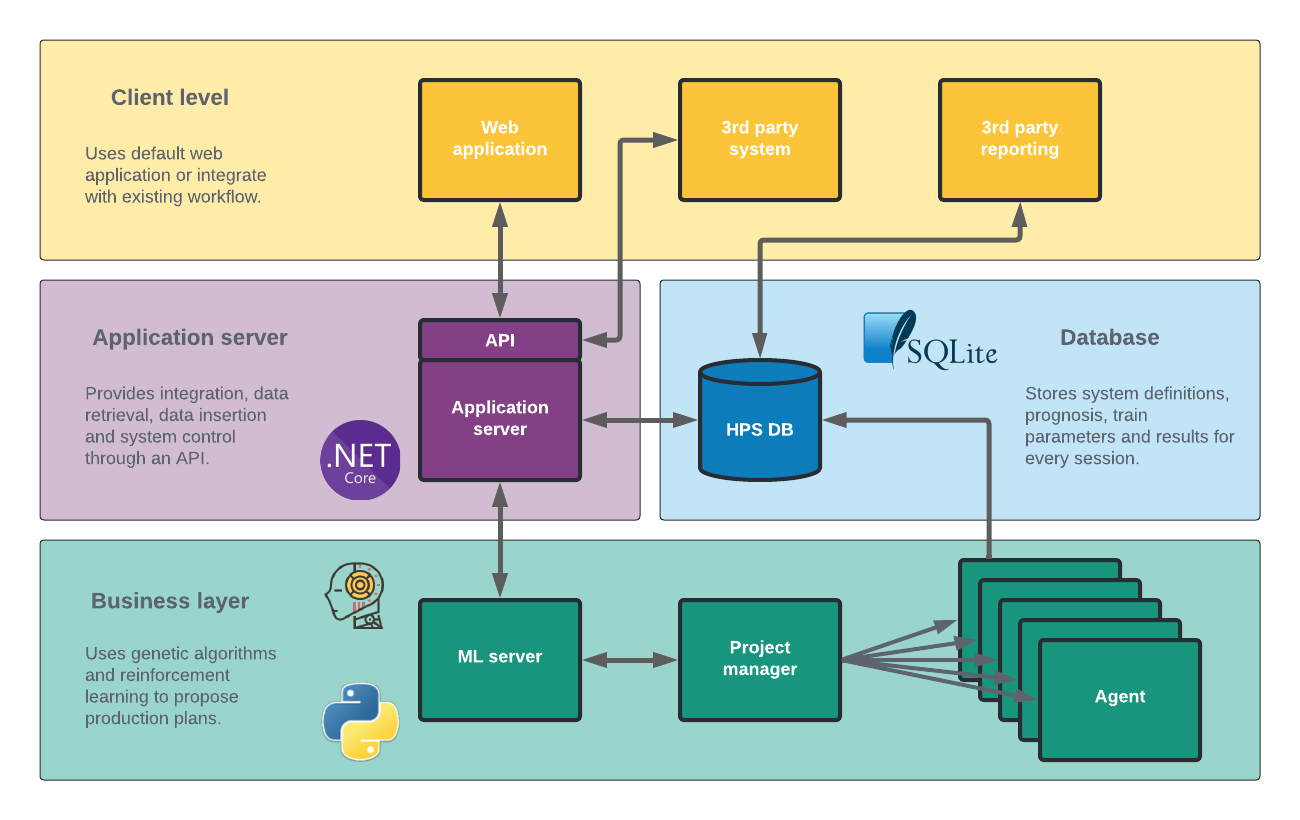 Client level
Uses default web
application or integrate
with existing workflow.
Web
application
3rd party
system
3rd party
reporting
Application server
Provides integration, data
retrieval, data insertion
and system control
through an API.
.NET
Core
API
Application
server
SQLite
HPS DB
Database
Stores system definitions,
prognosis, train
parameters and results for
every session.
Business layer
Uses genetic algorithms
and reinforcement
learning to propose
production plans.
ML server
Project
manager
Agent